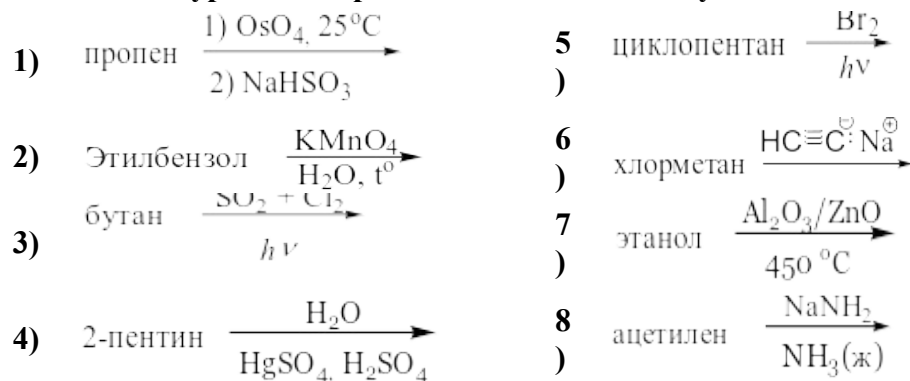 1) пропен 1) OsO₄, 25°C
2) NaHSO₃
2) Этилбензол KMnO₄
H₂O, t°
3) бутан SO₂ + Cl₂
hν
4) 2-пентин H₂O
HgSO₄, H₂SO₄
5) циклопентан Br₂
hν
6) хлорметан HC≡C:⊖ Na⊕
7) этанол Al₂O₃/ZnO
450 °C
8) ацетилен NaNH₂
NH₃(ж)